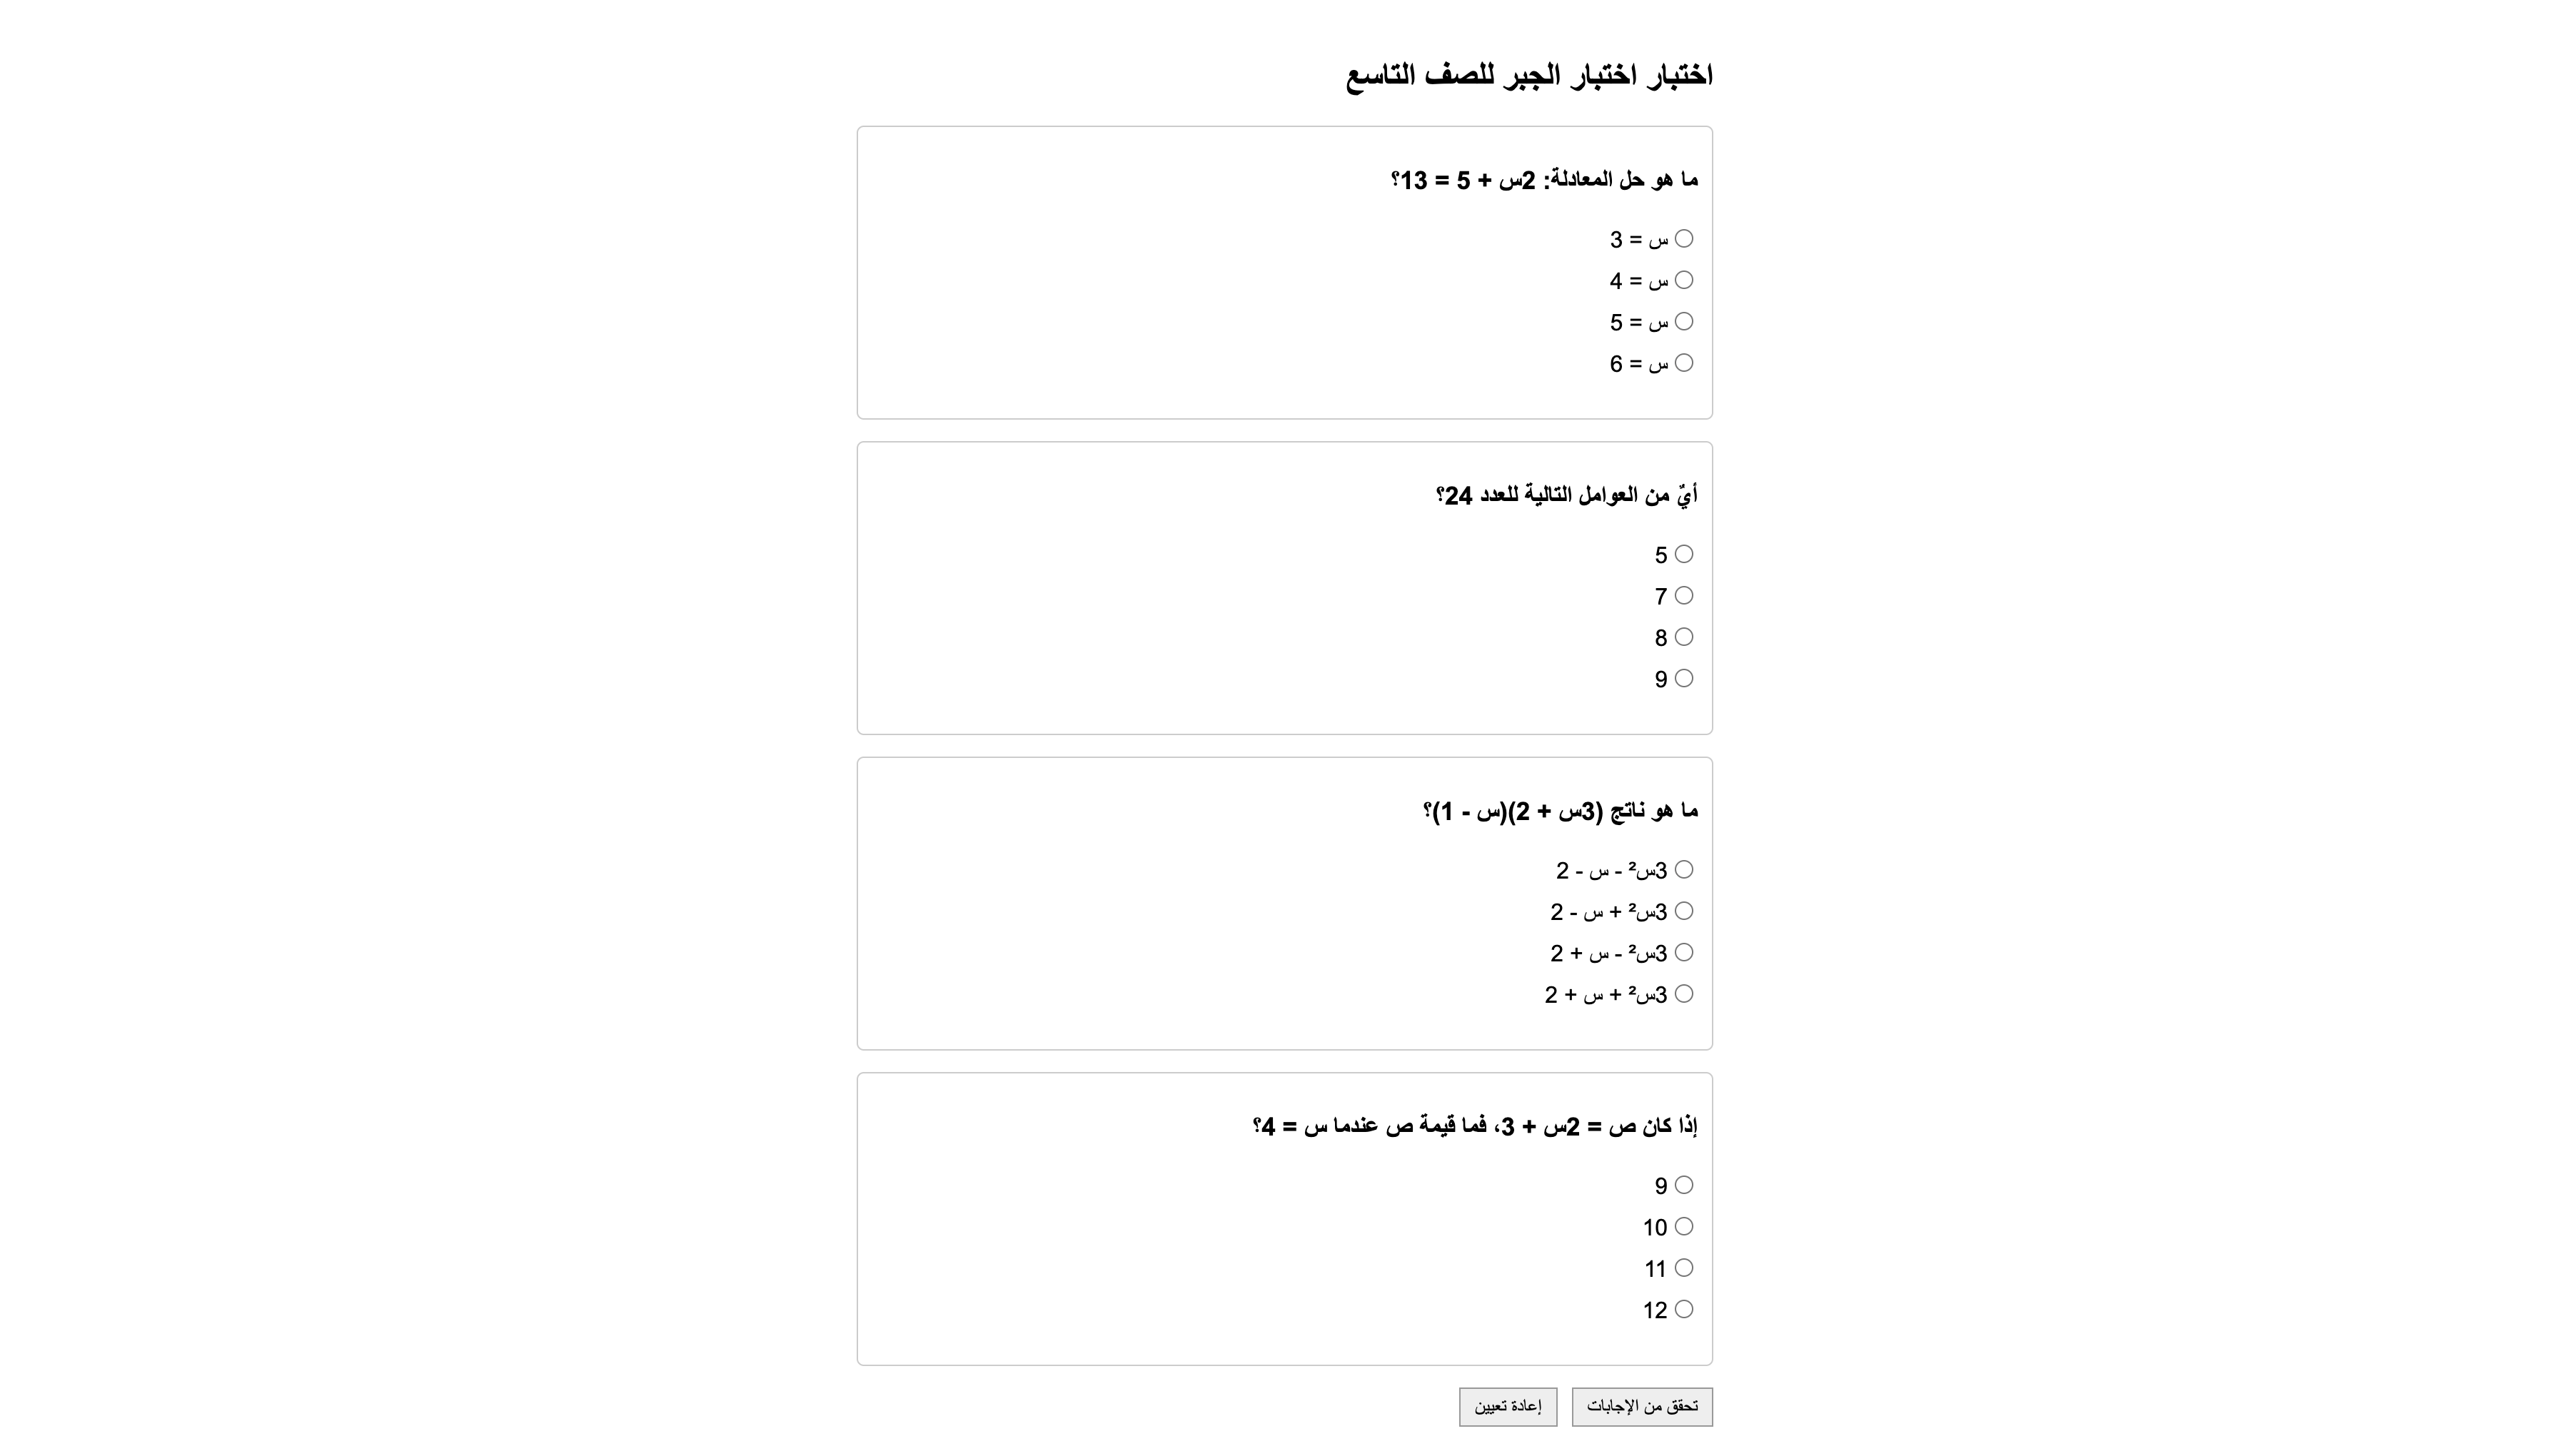 اختبار اختبار الجبر للصف التاسع
ما هو حل المعادلة: 2س + 5 = 13؟
س = 3
س = 4
س = 5
س = 6
أيٌ من العوامل التالية للعدد 24؟
5
7
8
9
ما هو ناتج (3س + 2)(س - 1)؟
3س² - س - 2
3س² + س - 2
3س² - س + 2
3س² + س + 2
إذا كان ص = 2س + 3، فما قيمة ص عندما س = 4؟
9
10
11
12
تحقق من الإجابات
إعادة تعيين